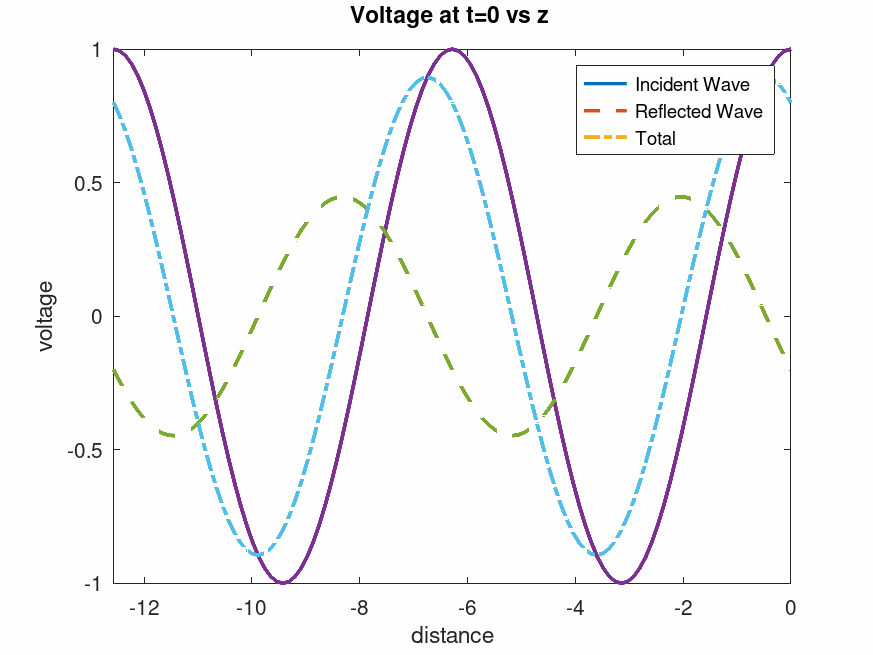 Voltage at t=0 vs z
1
Incident Wave
Reflected Wave
Total
0.5
0
-0.5
-1
voltage
-12
-10
-8
-6
-4
-2
0
distance